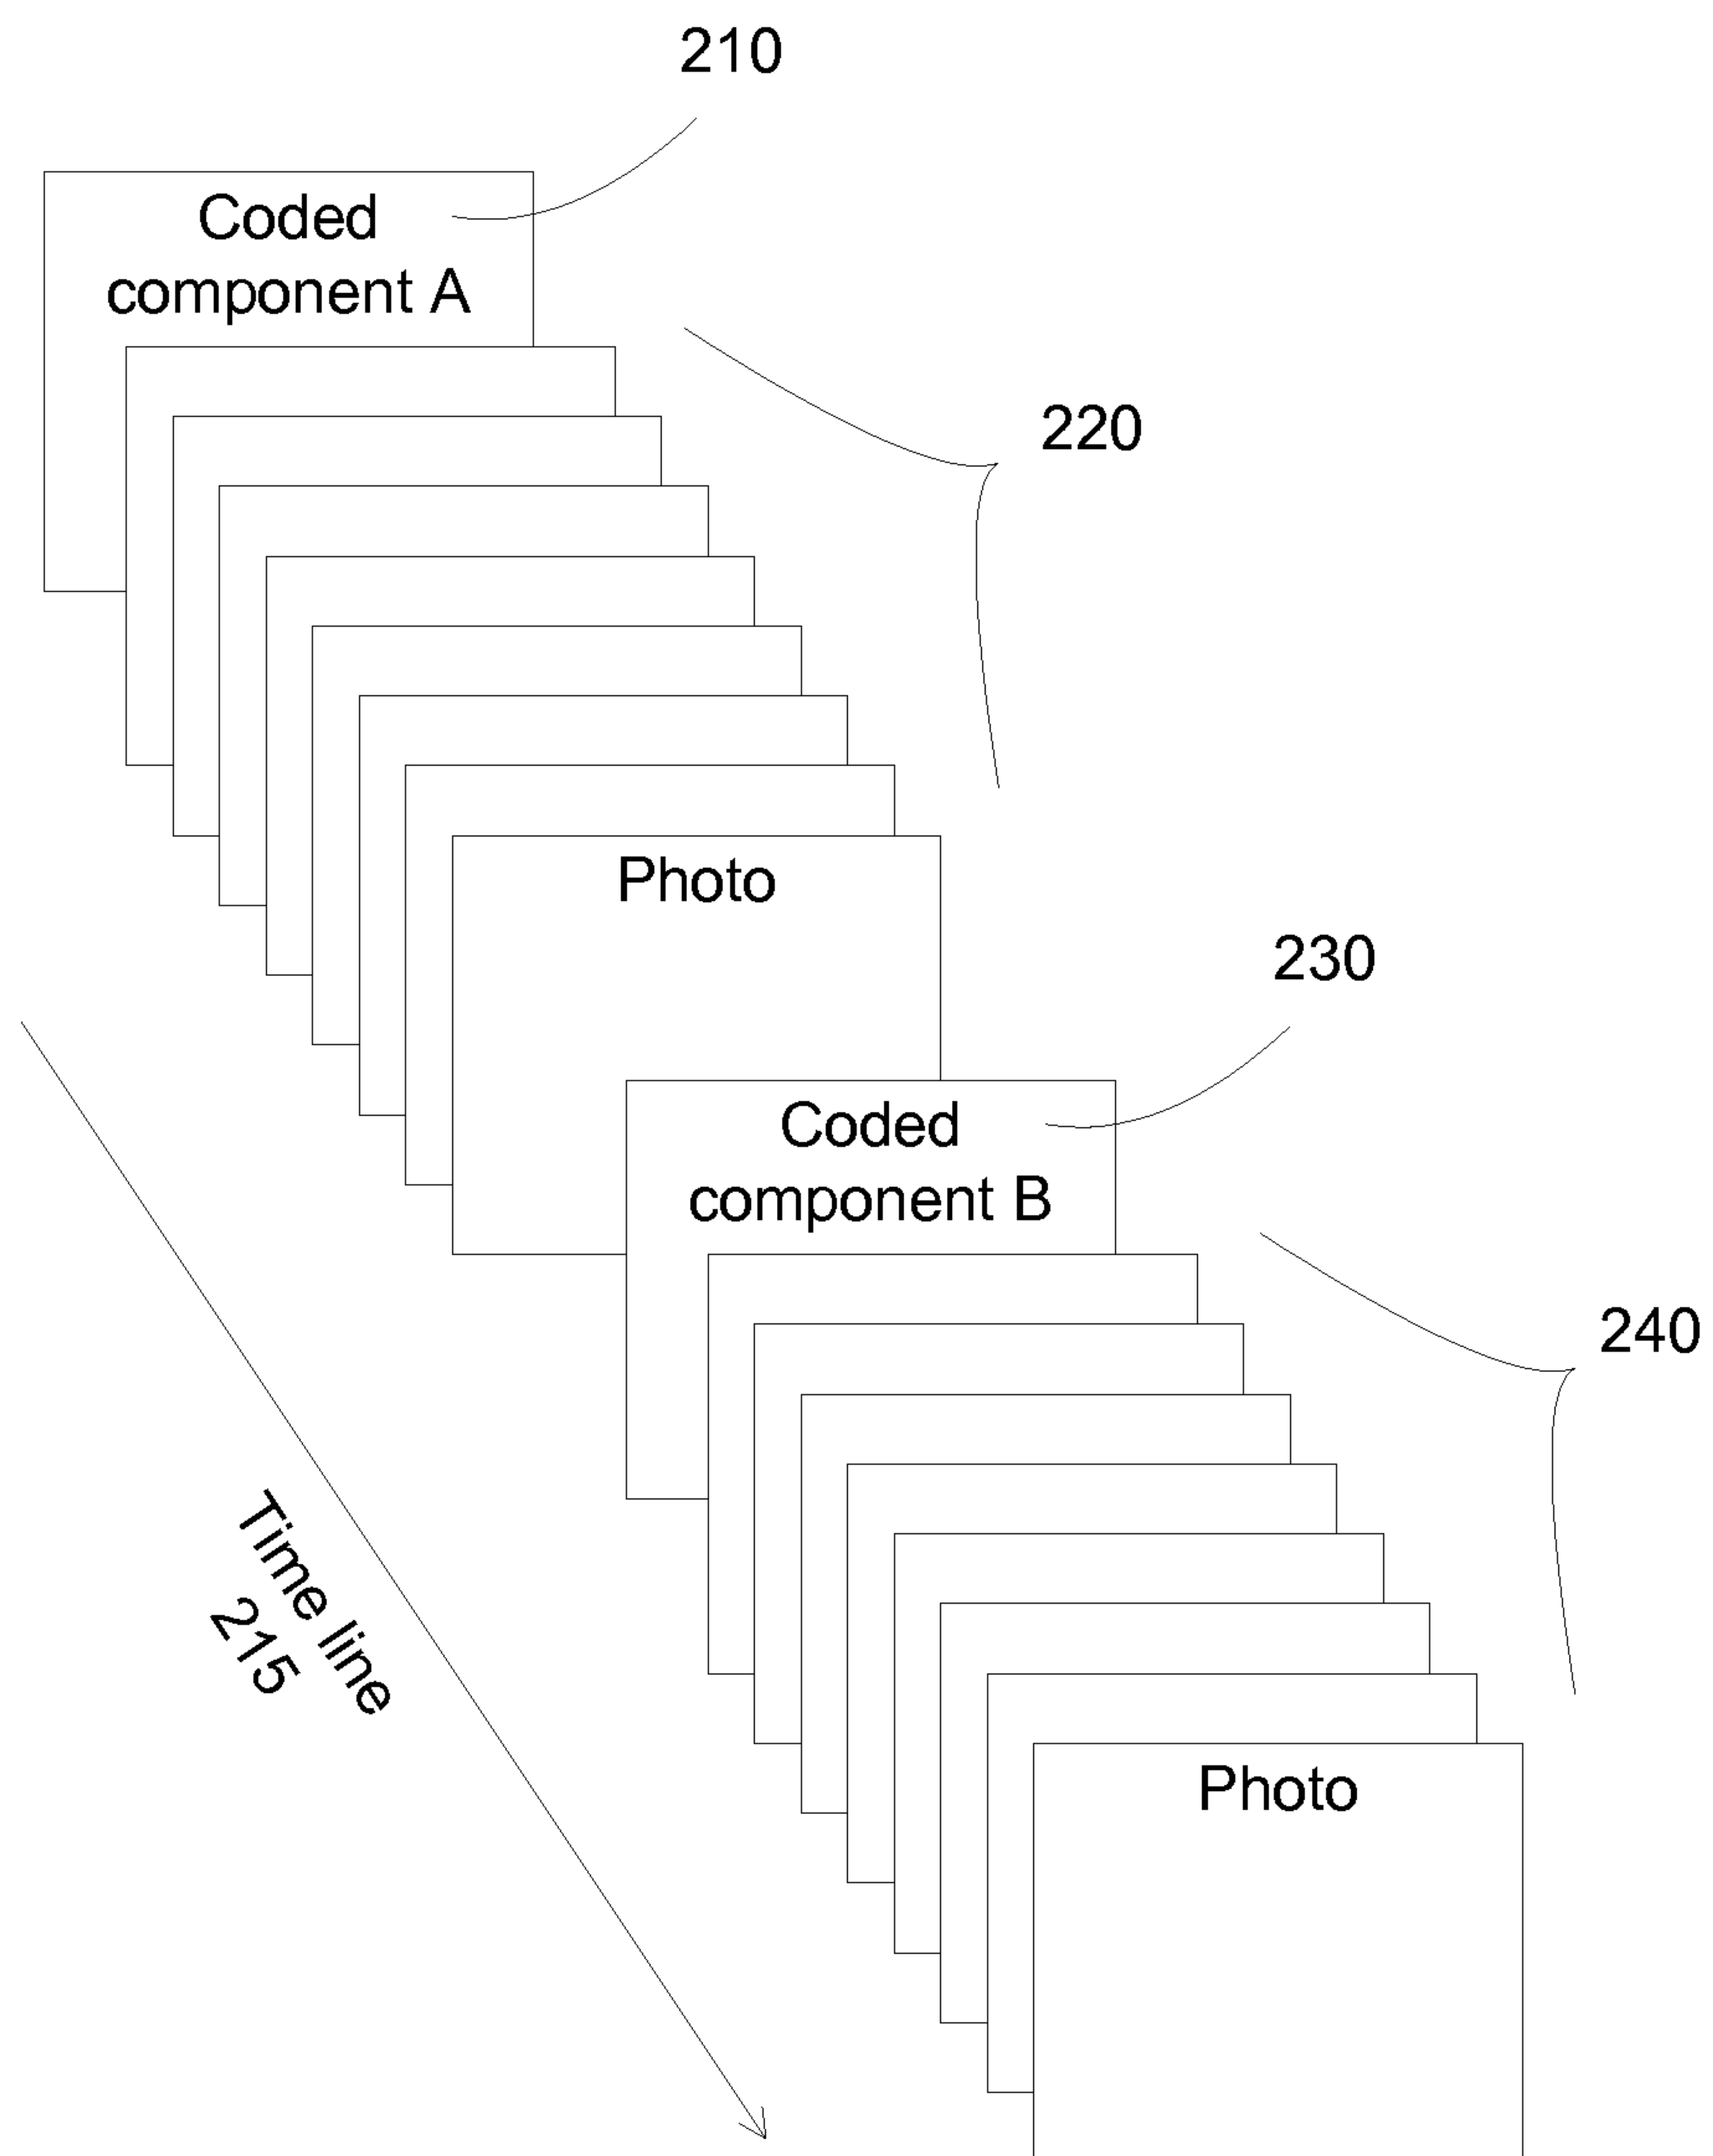 210
Coded
component A
220
Photo
230
Coded
component B
240
Time line
215
Photo